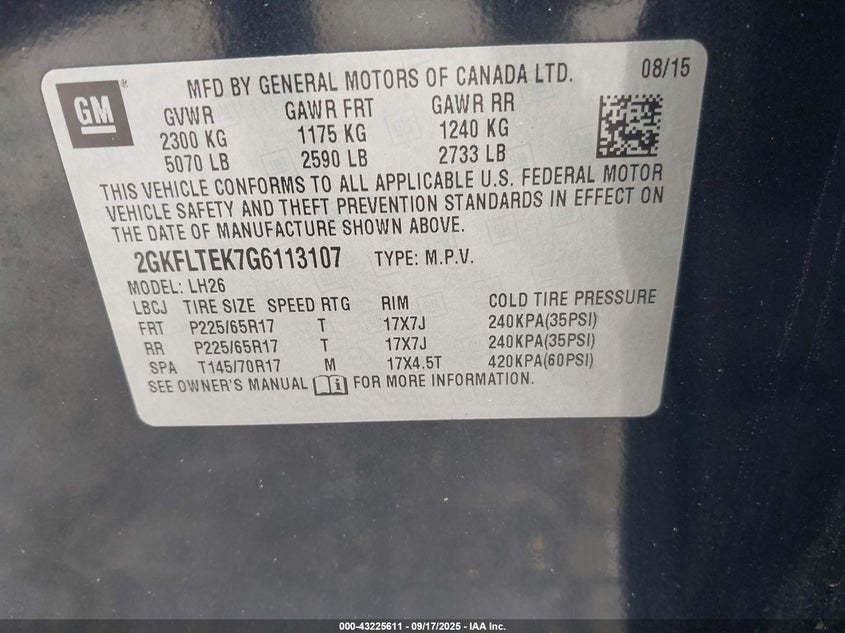 GM ®
MFD BY GENERAL MOTORS OF CANADA LTD.
08/15
GVWR GAWR FRT GAWR RR
2300 KG 1175 KG 1240 KG
5070 LB 2590 LB 2733 LB
THIS VEHICLE CONFORMS TO ALL APPLICABLE U.S. FEDERAL MOTOR
VEHICLE SAFETY AND THEFT PREVENTION STANDARDS IN EFFECT ON
THE DATE OF MANUFACTURE SHOWN ABOVE.
2GKFLTEK7G6113107 TYPE: M.P.V.
MODEL: LH26
LBCJ TIRE SIZE SPEED RTG RIM COLD TIRE PRESSURE
FRT P225/65R17 T 17X7J 240KPA(35PSI)
RR P225/65R17 T 17X7J 240KPA(35PSI)
SPA T145/70R17 M 17X4.5T 420KPA(60PSI)
SEE OWNER'S MANUAL FOR MORE INFORMATION.
000-43225611 - 09/17/2025 - IAA Inc.